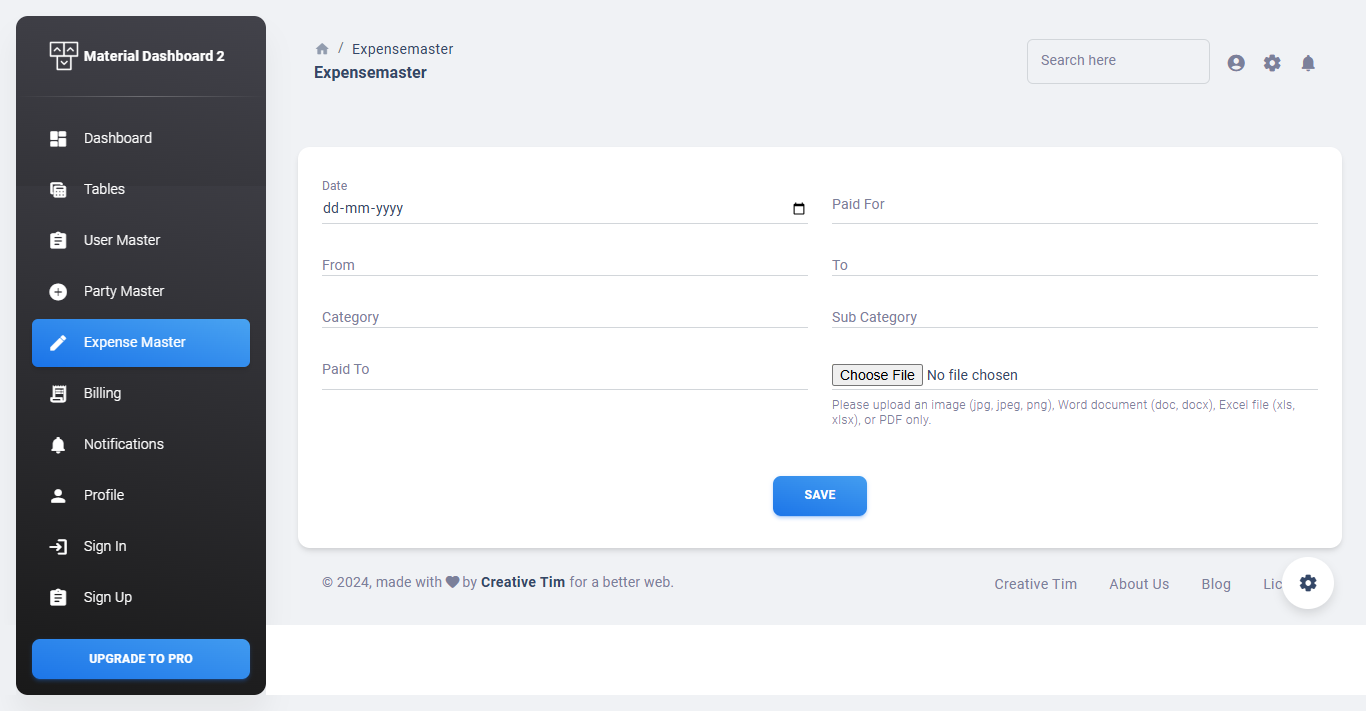 Material Dashboard 2
Dashboard
Tables
User Master
Party Master
Expense Master
Billing
Notifications
Profile
Sign In
Sign Up
UPGRADE TO PRO
/ Expensemaster
Expensemaster
Search here
Date
dd-mm-yyyy
Paid For
From
To
Category
Sub Category
Paid To
Choose File No file chosen
Please upload an image (jpg, jpeg, png), Word document (doc, docx), Excel file (xls,
xlsx), or PDF only.
SAVE
© 2024, made with by Creative Tim for a better web.
Creative Tim About Us Blog Lic